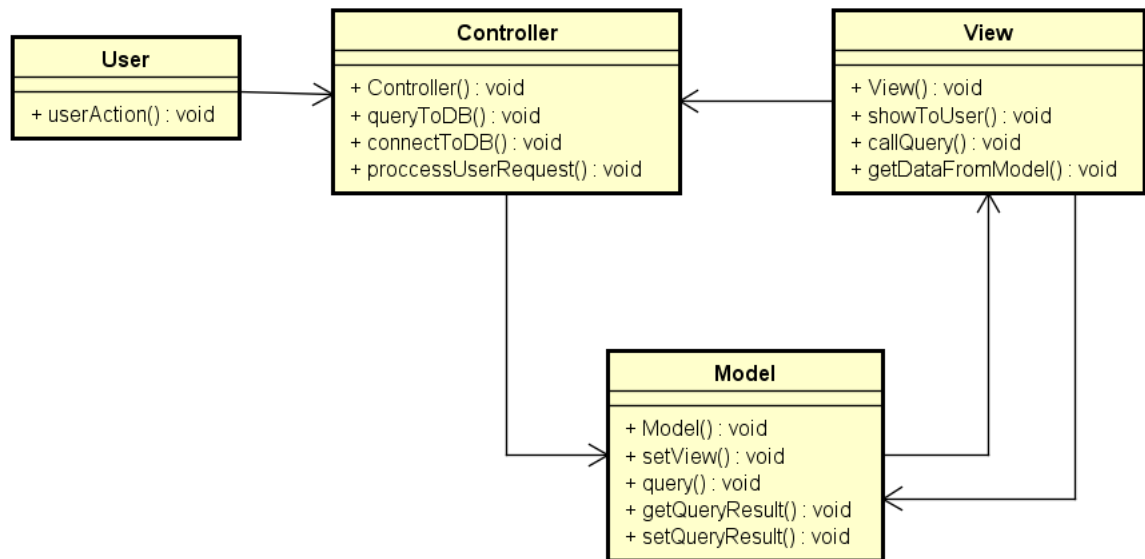 User
+ userAction() : void
Controller
+ Controller() : void
+ queryToDB() : void
+ connectToDB() : void
+ proccessUserRequest() : void
View
+ View() : void
+ showToUser() : void
+ callQuery() : void
+ getDataFromModel() : void
Model
+ Model() : void
+ setView() : void
+ query() : void
+ getQueryResult() : void
+ setQueryResult() : void